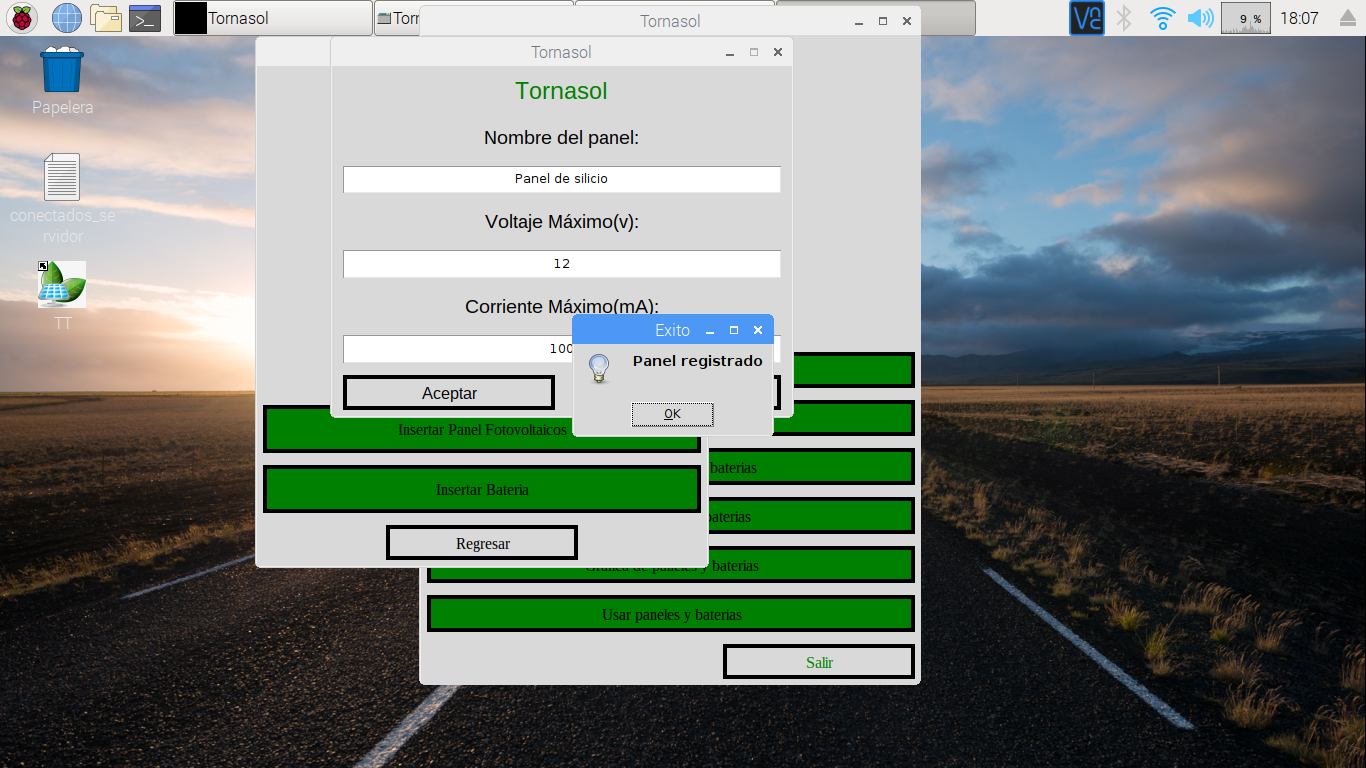 Tornasol
Torn
Tornasol
9 %
18:07
Papelera
conectados_se
rvidor
TT
Tornasol
Tornasol
Nombre del panel:
Panel de silicio
Voltaje Máximo(v):
12
Corriente Máximo(mA):
100
Aceptar
Exito
Panel registrado
OK
Insertar Panel Fotovoltaicos
Insertar Bateria
Regresar
baterias
baterias
Grafica de paneles y baterias
Usar paneles y baterias
Salir